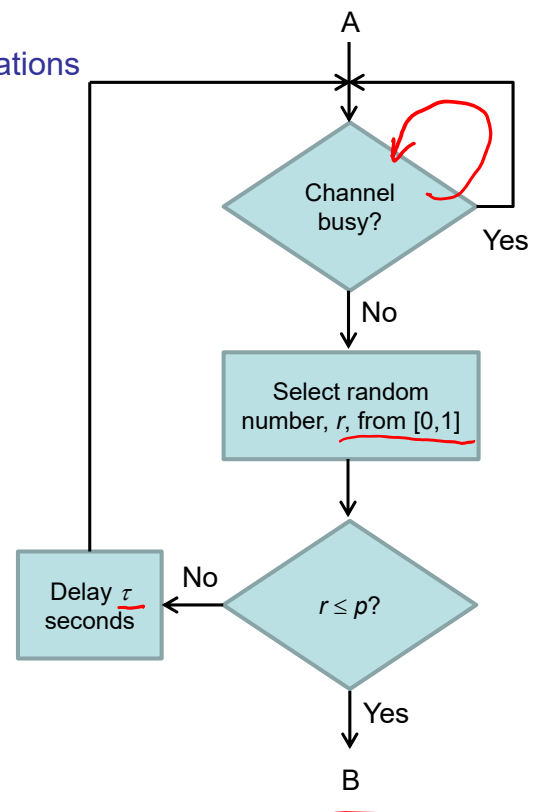 A
ations
Channel
busy?
Yes
No
Select random
number, r, from [0,1]
No
Delay τ
seconds
r ≤ p?
Yes
B